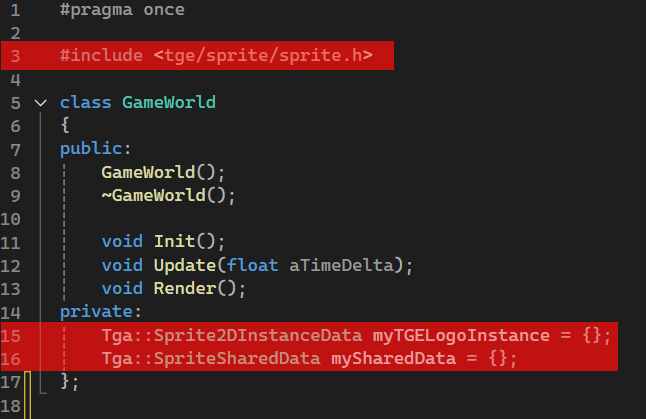 1 #pragma once
2
3 #include <tge/sprite/sprite.h>
4
5 class GameWorld
6 {
7 public:
8 GameWorld();
9 ~GameWorld();
10
11 void Init();
12 void Update(float aTimeDelta);
13 void Render();
14 private:
15 Tga::Sprite2DInstanceData myTGELogoInstance = {};
16 Tga::SpriteSharedData mySharedData = {};
17 };
18